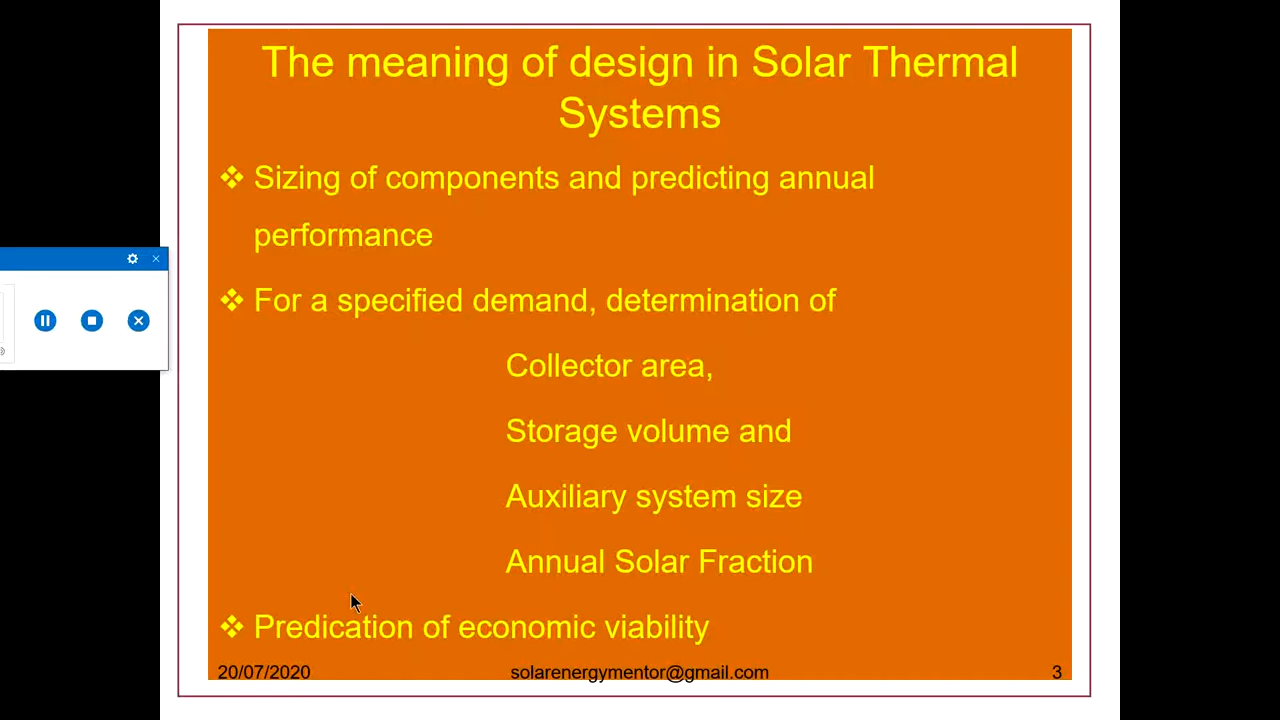 The meaning of design in Solar Thermal
Systems
❖ Sizing of components and predicting annual
performance
❖ For a specified demand, determination of
Collector area,
Storage volume and
Auxiliary system size
Annual Solar Fraction
❖ Predication of economic viability
20/07/2020 solarenergymentor@gmail.com 3